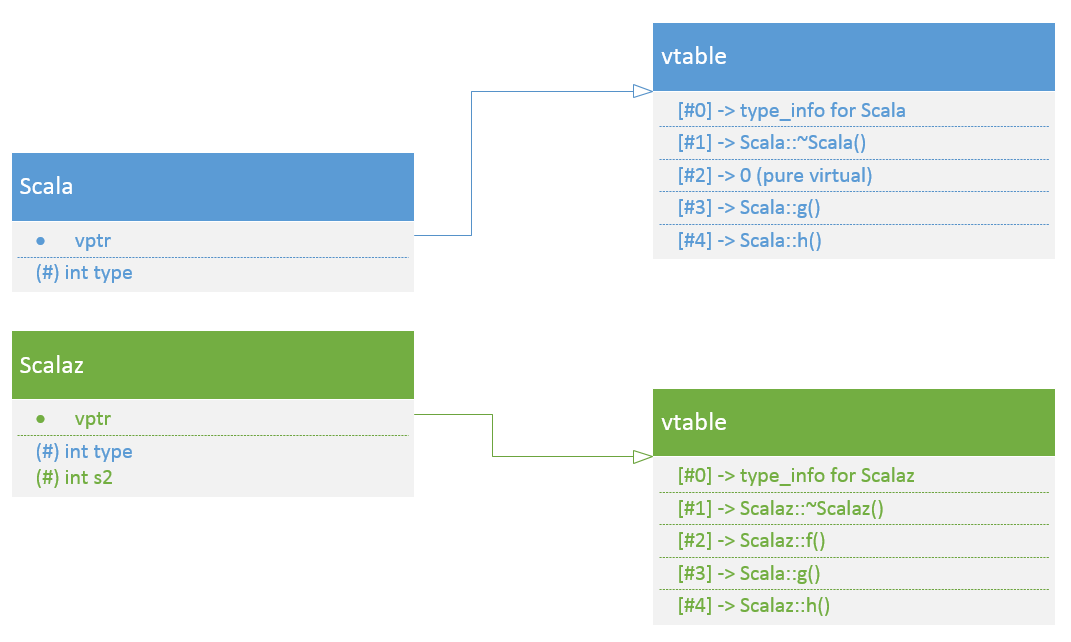 Scala
● vptr
(#) int type
vtable
[#0] -> type_info for Scala
[#1] -> Scala::~Scala()
[#2] -> 0 (pure virtual)
[#3] -> Scala::g()
[#4] -> Scala::h()
Scalaz
● vptr
(#) int type
(#) int s2
vtable
[#0] -> type_info for Scalaz
[#1] -> Scalaz::~Scalaz()
[#2] -> Scalaz::f()
[#3] -> Scala::g()
[#4] -> Scalaz::h()